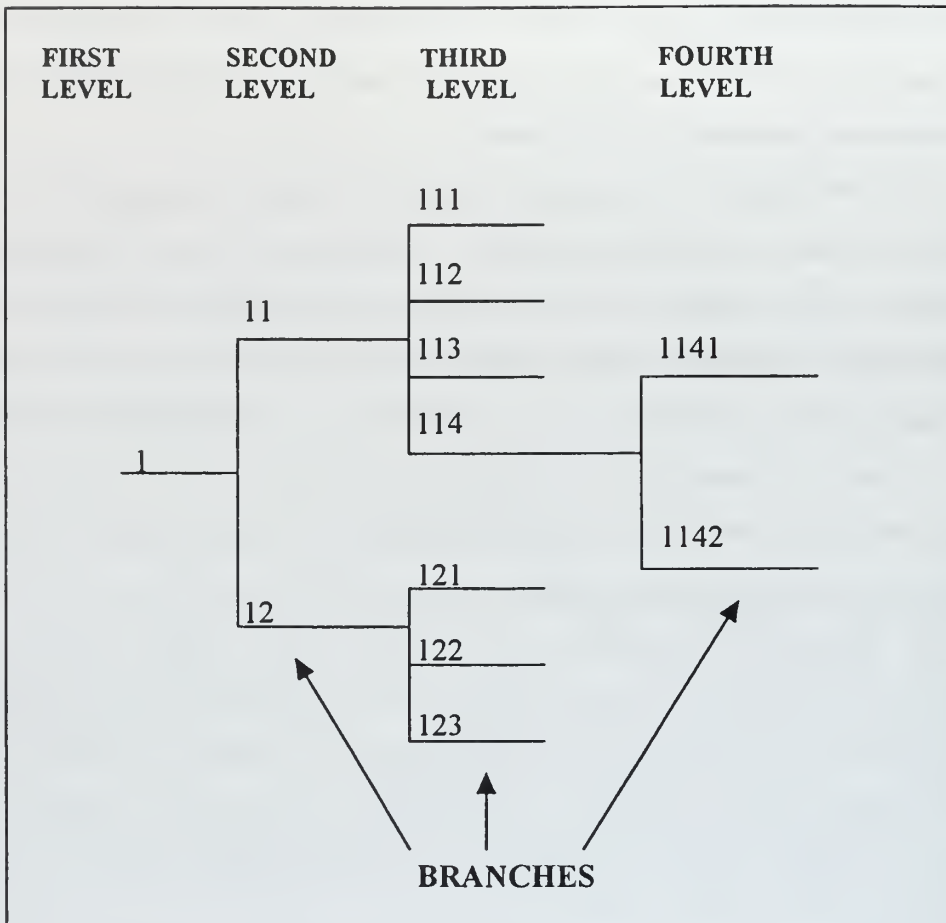 FIRST LEVEL
SECOND LEVEL
THIRD LEVEL
FOURTH LEVEL
111
112
11
113
1141
114
1
1142
121
12
122
123
BRANCHES